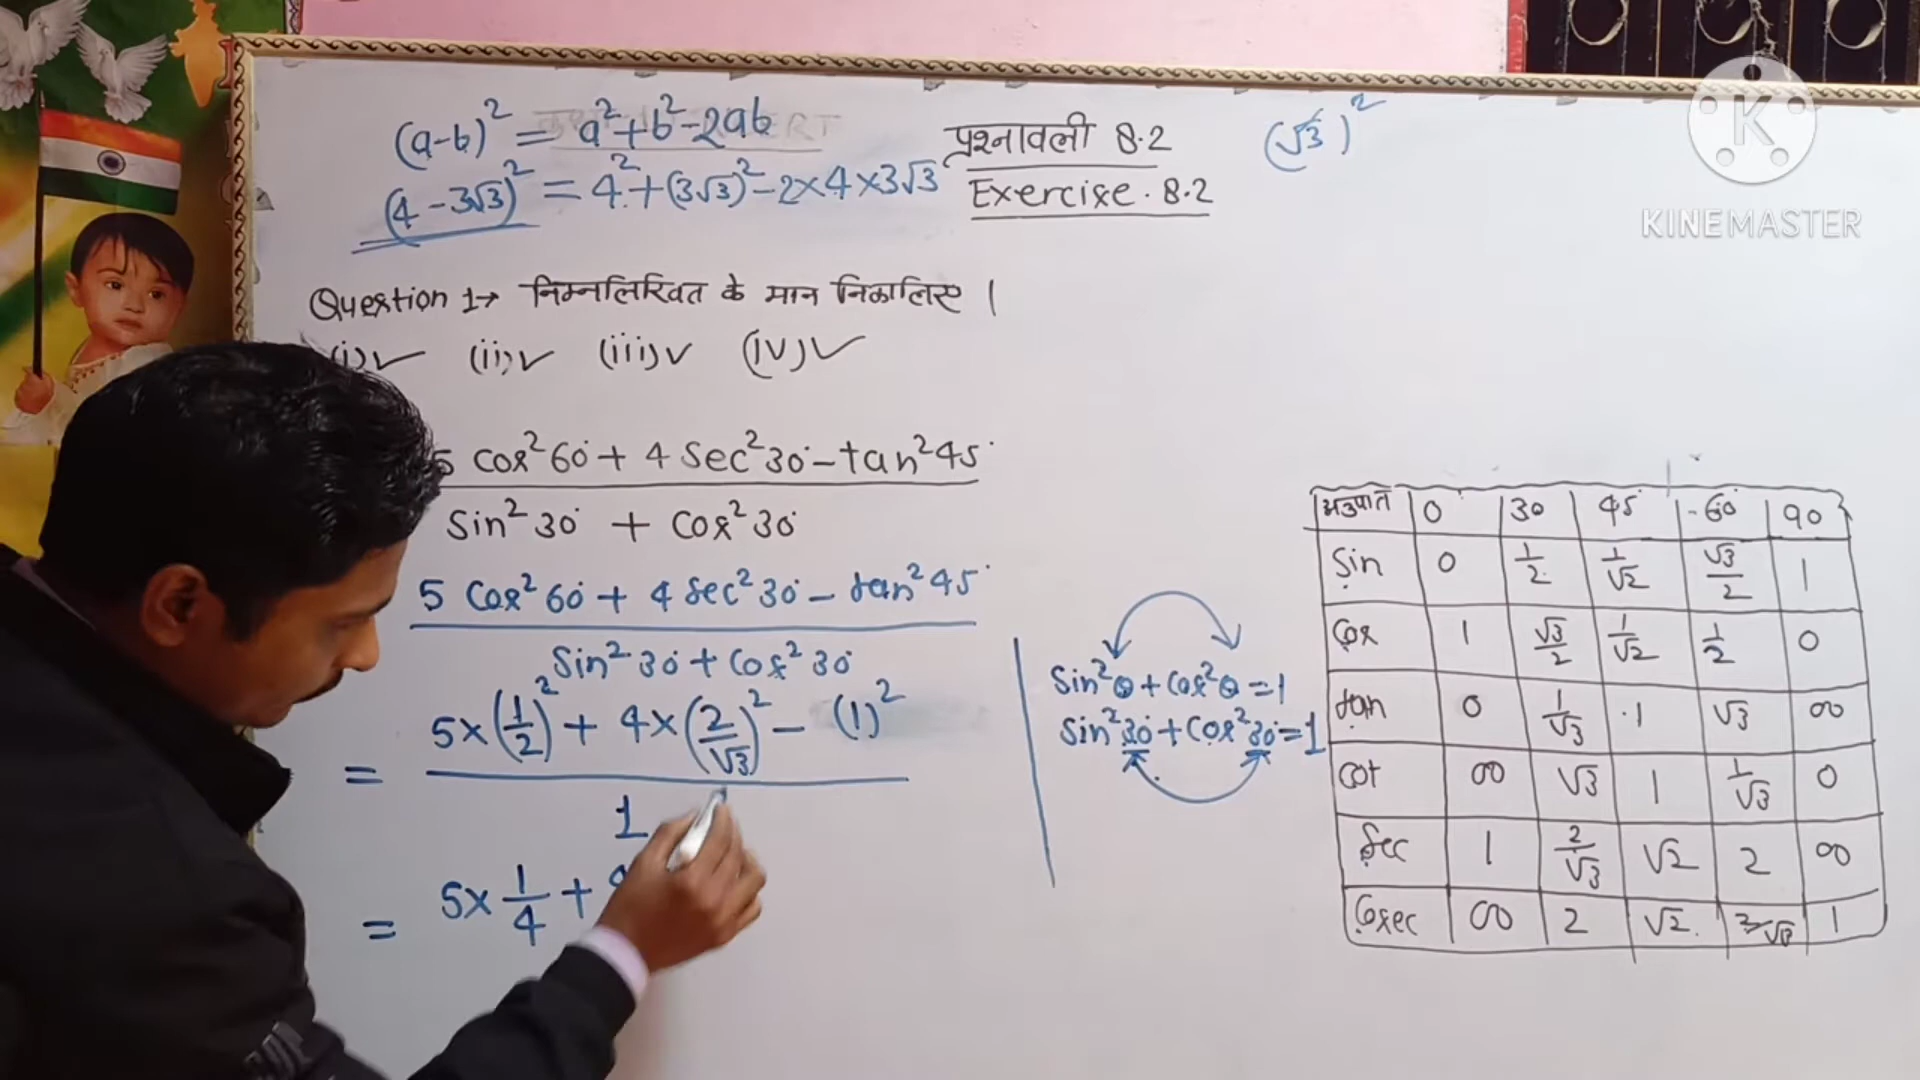 (a-b)² = a²+b²-2ab
(4-3√3)² = 4²+(3√3)²-2×4×3√3
प्रश्नावली 8.2
Exercise. 8.2
(√3)²
KINEMASTER
Question 1→ निम्नलिखित के मान निकालिए ।
(i)✓ (ii)✓ (iii)✓ (iv)✓
5 cos²60° + 4 Sec²30° - tan²45°
Sin²30° + Cos²30°
5 Cos²60° + 4 Sec²30° - tan²45°
Sin²30° + Cos²30°
= 5×(1/2)² + 4×(2/√3)² - (1)²
1
= 5×1/4 +
Sin²θ + Cos²θ = 1
Sin²30° + Cos²30° = 1
अनुपात 0° 30 45° 60° 90
Sin 0 1/2 1/√2 √3/2 1
Cos 1 √3/2 1/√2 1/2 0
tan 0 1/√3 1 √3 ∞
Cot ∞ √3 1 1/√3 0
Sec 1 2/√3 √2 2 ∞
Cosec ∞ 2 √2 2/√3 1